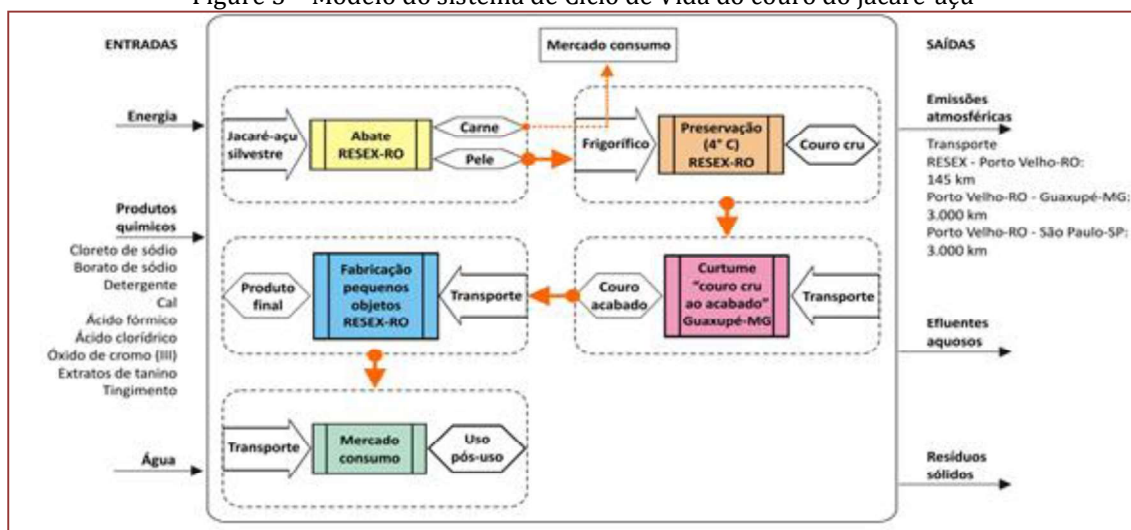 Figure 3 – Modelo do sistema de Ciclo de Vida do couro do jacaré-açu
ENTRADAS
Energia
Produtos
químicos
Cloreto de sódio
Borato de sódio
Detergente
Cal
Ácido fórmico
Ácido clorídrico
Óxido de cromo (III)
Extratos de tanino
Tingimento
Água
Mercado consumo
Jacaré-açu
silvestre
Abate
RESEX-RO
Carne
Pele
Frigorífico
Preservação
(4° C)
RESEX-RO
Couro cru
Produto
final
Fabricação
pequenos
objetos
RESEX-RO
Transporte
Couro
acabado
Curtume
"couro cru
ao acabado"
Guaxupé-MG
Transporte
Transporte
Mercado
consumo
Uso
pós-uso
SAÍDAS
Emissões
atmosféricas
Transporte
RESEX - Porto Velho-RO:
145 km
Porto Velho-RO - Guaxupé-MG:
3.000 km
Porto Velho-RO - São Paulo-SP:
3.000 km
Efluentes
aquosos
Resíduos
sólidos